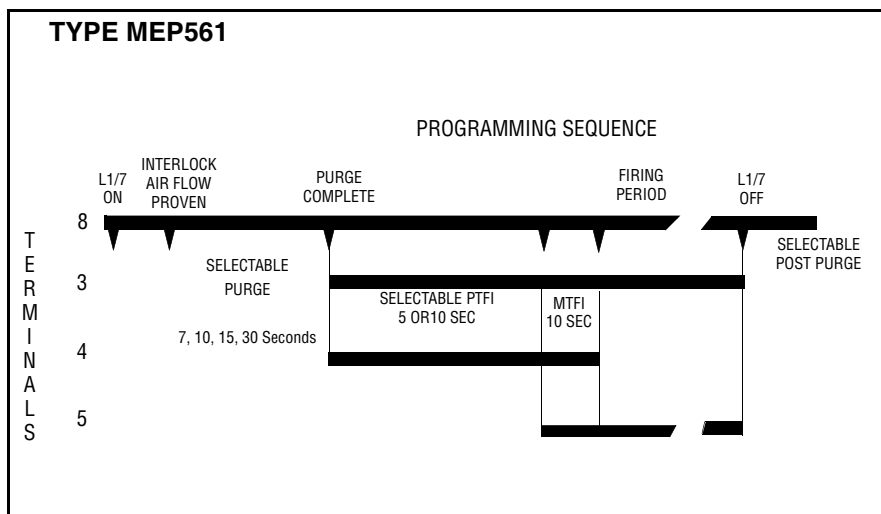 TYPE MEP561
PROGRAMMING SEQUENCE
L1/7
ON
INTERLOCK
AIR FLOW
PROVEN
PURGE
COMPLETE
FIRING
PERIOD
L1/7
OFF
TERMINALS
8
SELECTABLE
POST PURGE
3
SELECTABLE
PURGE
SELECTABLE PTFI
5 OR10 SEC
MTFI
10 SEC
7, 10, 15, 30 Seconds
4
5